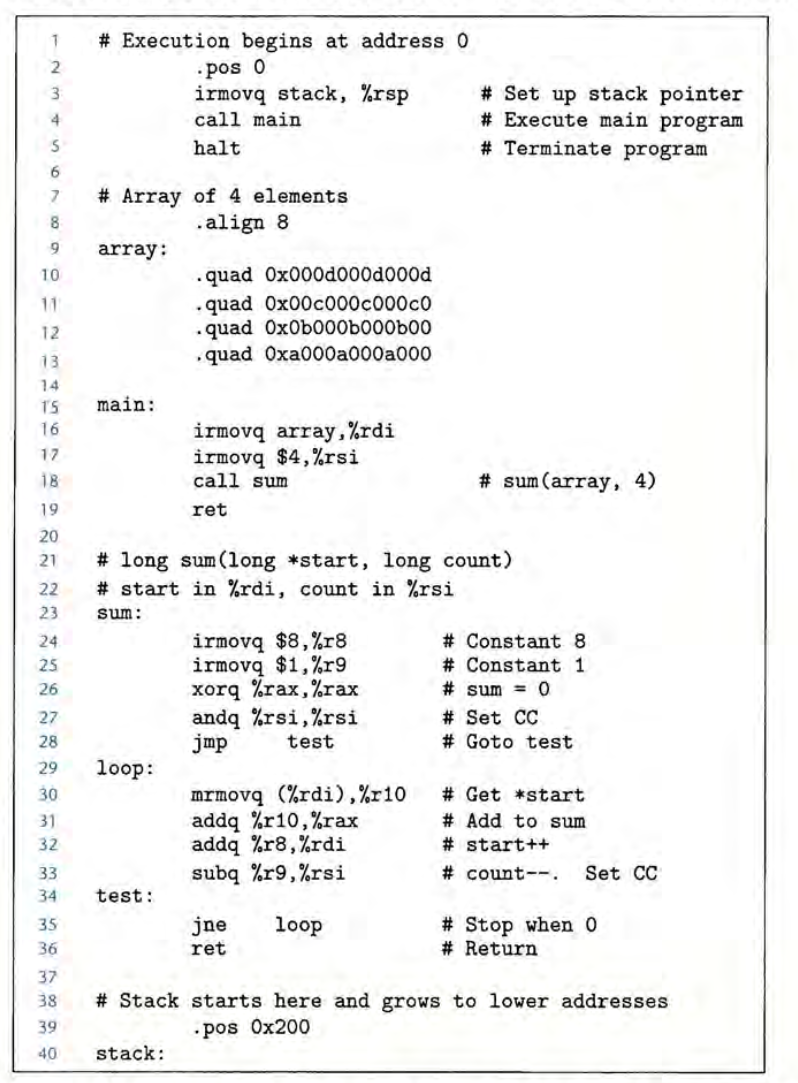 1 # Execution begins at address 0
2 .pos 0
3 irmovq stack, %rsp # Set up stack pointer
4 call main # Execute main program
5 halt # Terminate program
6
7 # Array of 4 elements
8 .align 8
9 array:
10 .quad 0x000d000d000d
11 .quad 0x00c000c000c0
12 .quad 0x0b000b000b00
13 .quad 0xa000a000a000
14
15 main:
16 irmovq array,%rdi
17 irmovq $4,%rsi
18 call sum # sum(array, 4)
19 ret
20
21 # long sum(long *start, long count)
22 # start in %rdi, count in %rsi
23 sum:
24 irmovq $8,%r8 # Constant 8
25 irmovq $1,%r9 # Constant 1
26 xorq %rax,%rax # sum = 0
27 andq %rsi,%rsi # Set CC
28 jmp test # Goto test
29 loop:
30 mrmovq (%rdi),%r10 # Get *start
31 addq %r10,%rax # Add to sum
32 addq %r8,%rdi # start++
33 subq %r9,%rsi # count--. Set CC
34 test:
35 jne loop # Stop when 0
36 ret # Return
37
38 # Stack starts here and grows to lower addresses
39 .pos 0x200
40 stack: